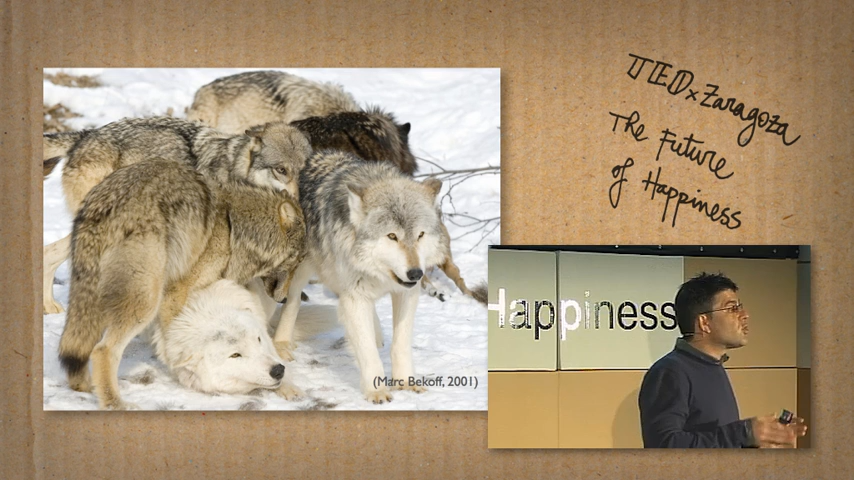 TEDxZaragoza
The Future
of Happiness
Happiness
(Marc Bekoff, 2001)